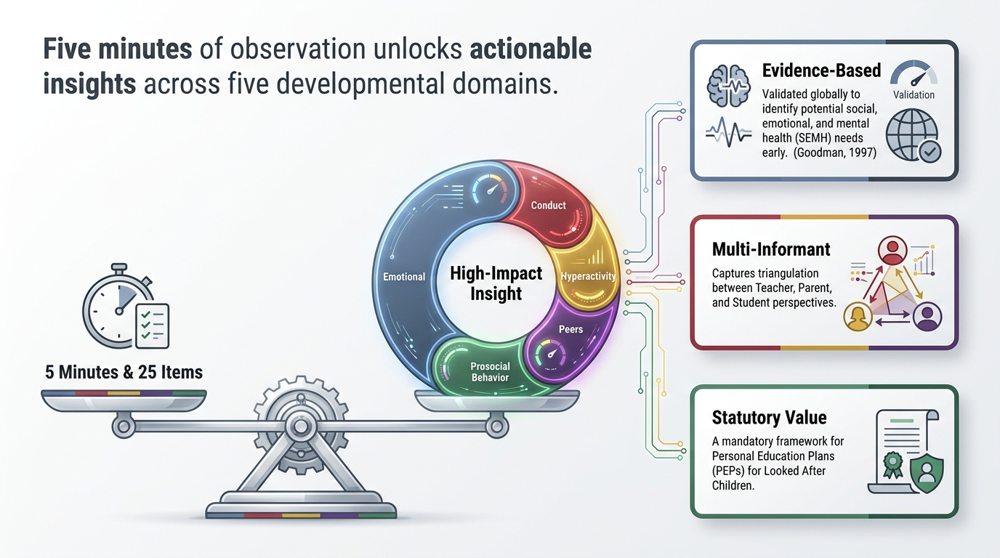 Five minutes of observation unlocks actionable
insights across five developmental domains.
5 Minutes & 25 Items
Emotional
Conduct
Hyperactivity
Peers
Prosocial
Behavior
High-Impact
Insight
Evidence-Based
Validated globally to
identify potential social,
emotional, and mental
health (SEMH) needs
early. (Goodman, 1997)
Validation
Multi-Informant
Captures triangulation
between Teacher, Parent,
and Student perspectives.
Statutory Value
A mandatory framework for
Personal Education Plans
(PEPs) for Looked After
Children.